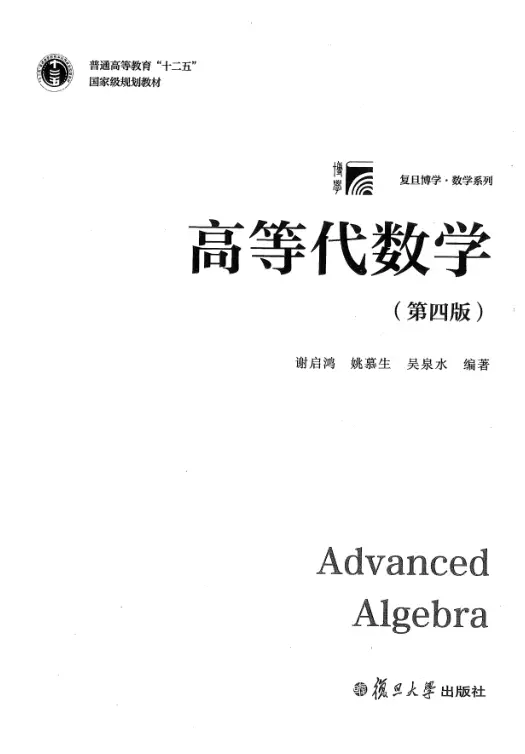 普通高等教育“十二五”
国家级规划教材
博學
复旦博学·数学系列
高等代数学
（第四版）
谢启鸿 姚慕生 吴泉水 编著
Advanced
Algebra
復旦大學出版社